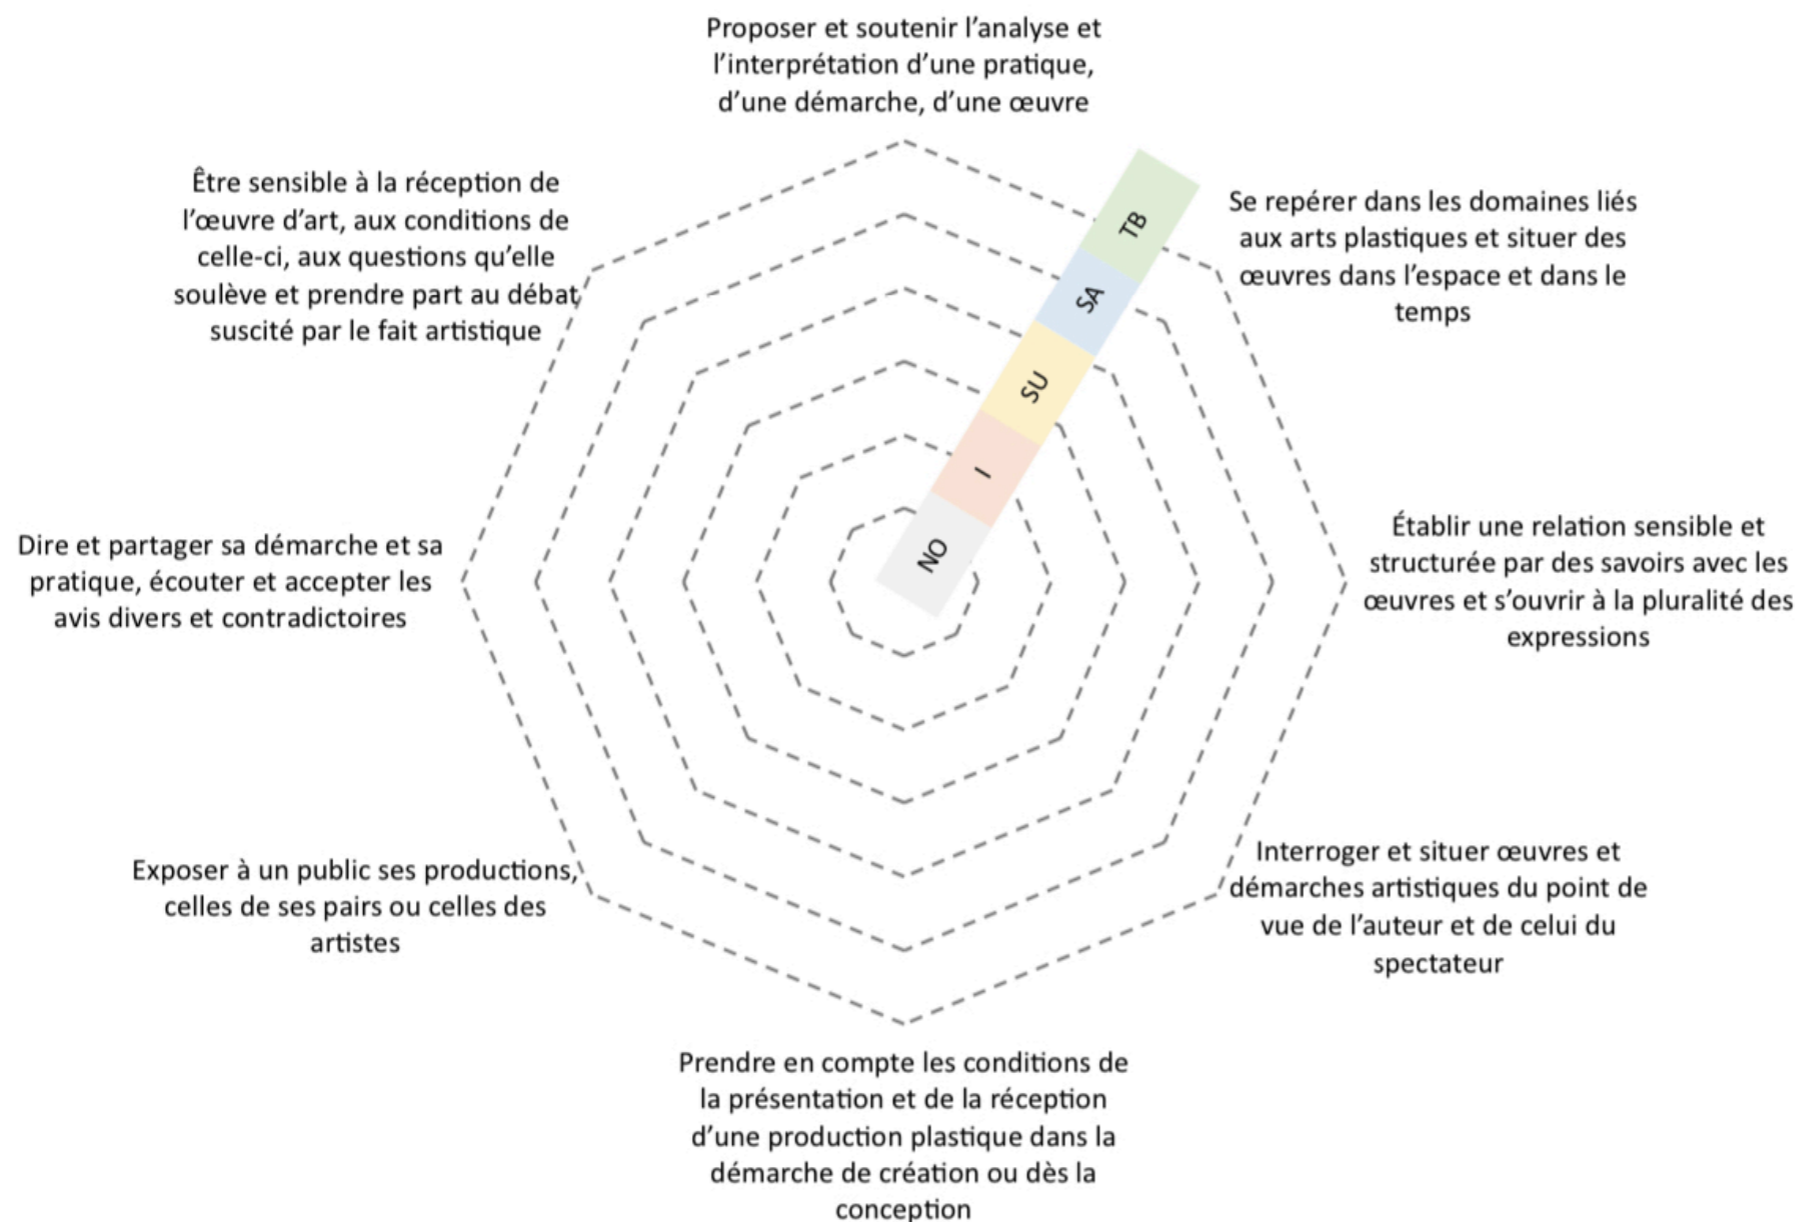 Proposer et soutenir l’analyse et
l’interprétation d’une pratique,
d’une démarche, d’une œuvre
Être sensible à la réception de
l’œuvre d’art, aux conditions de
celle-ci, aux questions qu’elle
soulève et prendre part au débat
suscité par le fait artistique
TB
SA
SU
I
NO
Se repérer dans les domaines liés
aux arts plastiques et situer des
œuvres dans l’espace et dans le
temps
Dire et partager sa démarche et sa
pratique, écouter et accepter les
avis divers et contradictoires
Établir une relation sensible et
structurée par des savoirs avec les
œuvres et s’ouvrir à la pluralité des
expressions
Exposer à un public ses productions,
celles de ses pairs ou celles des
artistes
Interroger et situer œuvres et
démarches artistiques du point de
vue de l’auteur et de celui du
spectateur
Prendre en compte les conditions de
la présentation et de la réception
d’une production plastique dans la
démarche de création ou dès la
conception